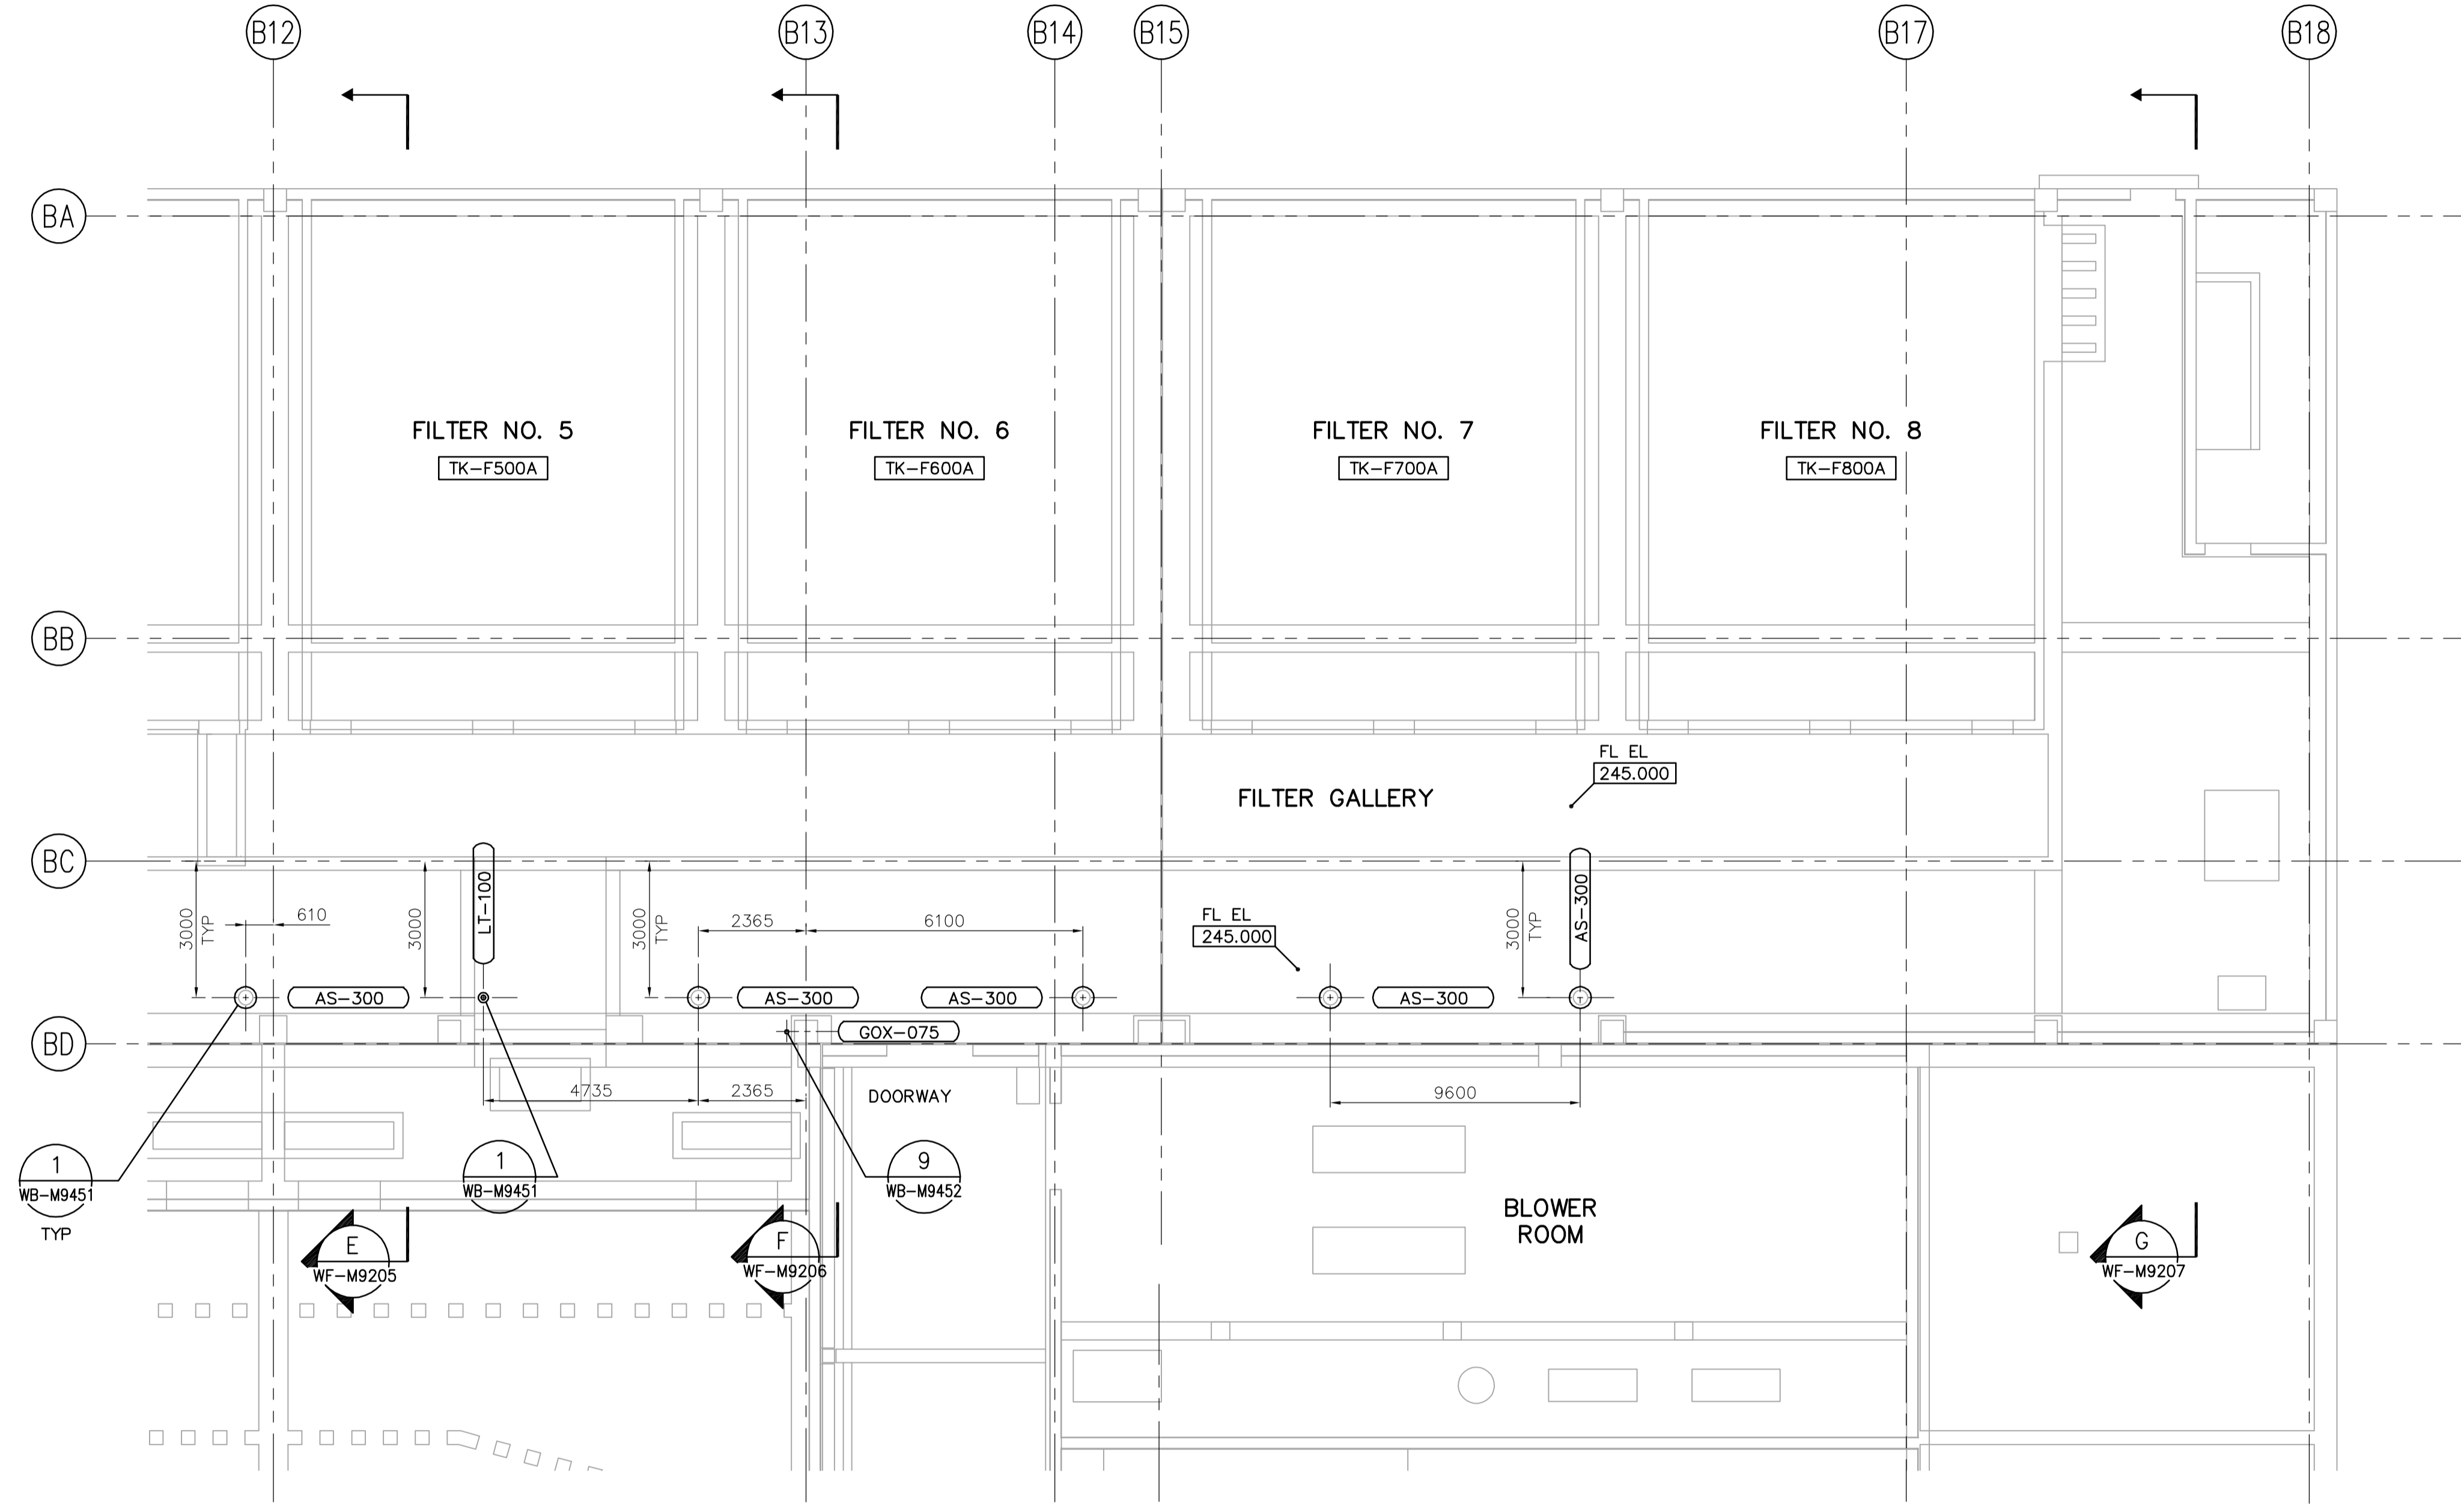 B12 B13 B14 B15 B17 B18
BA
FILTER NO. 5 FILTER NO. 6 FILTER NO. 7 FILTER NO. 8
TK-F500A TK-F600A TK-F700A TK-F800A
BB
FL EL
245.000
FILTER GALLERY
BC
3000
TYP
610
3000
LT-100
3000
TYP
2365
6100
FL EL
245.000
3000
TYP
AS-300
AS-300 AS-300 AS-300 AS-300
GOX-075
BD
4735 2365 DOORWAY 9600
1
WB-M9451
TYP
1
WB-M9451
9
WB-M9452
BLOWER
ROOM
E
WF-M9205
F
WF-M9206
G
WF-M9207